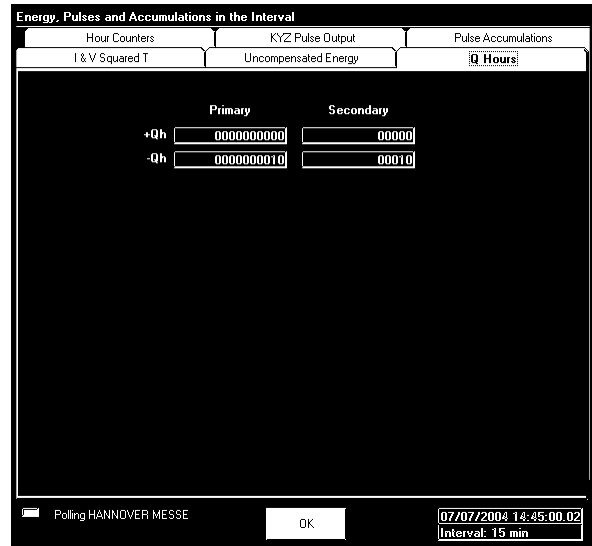 Energy, Pulses and Accumulations in the Interval
Hour Counters KYZ Pulse Output Pulse Accumulations
I & V Squared T Uncompensated Energy Q Hours
Primary Secondary
+Qh 0000000000 00000
-Qh 0000000010 00010
Polling HANNOVER MESSE OK 07/07/2004 14:45:00.02
Interval: 15 min